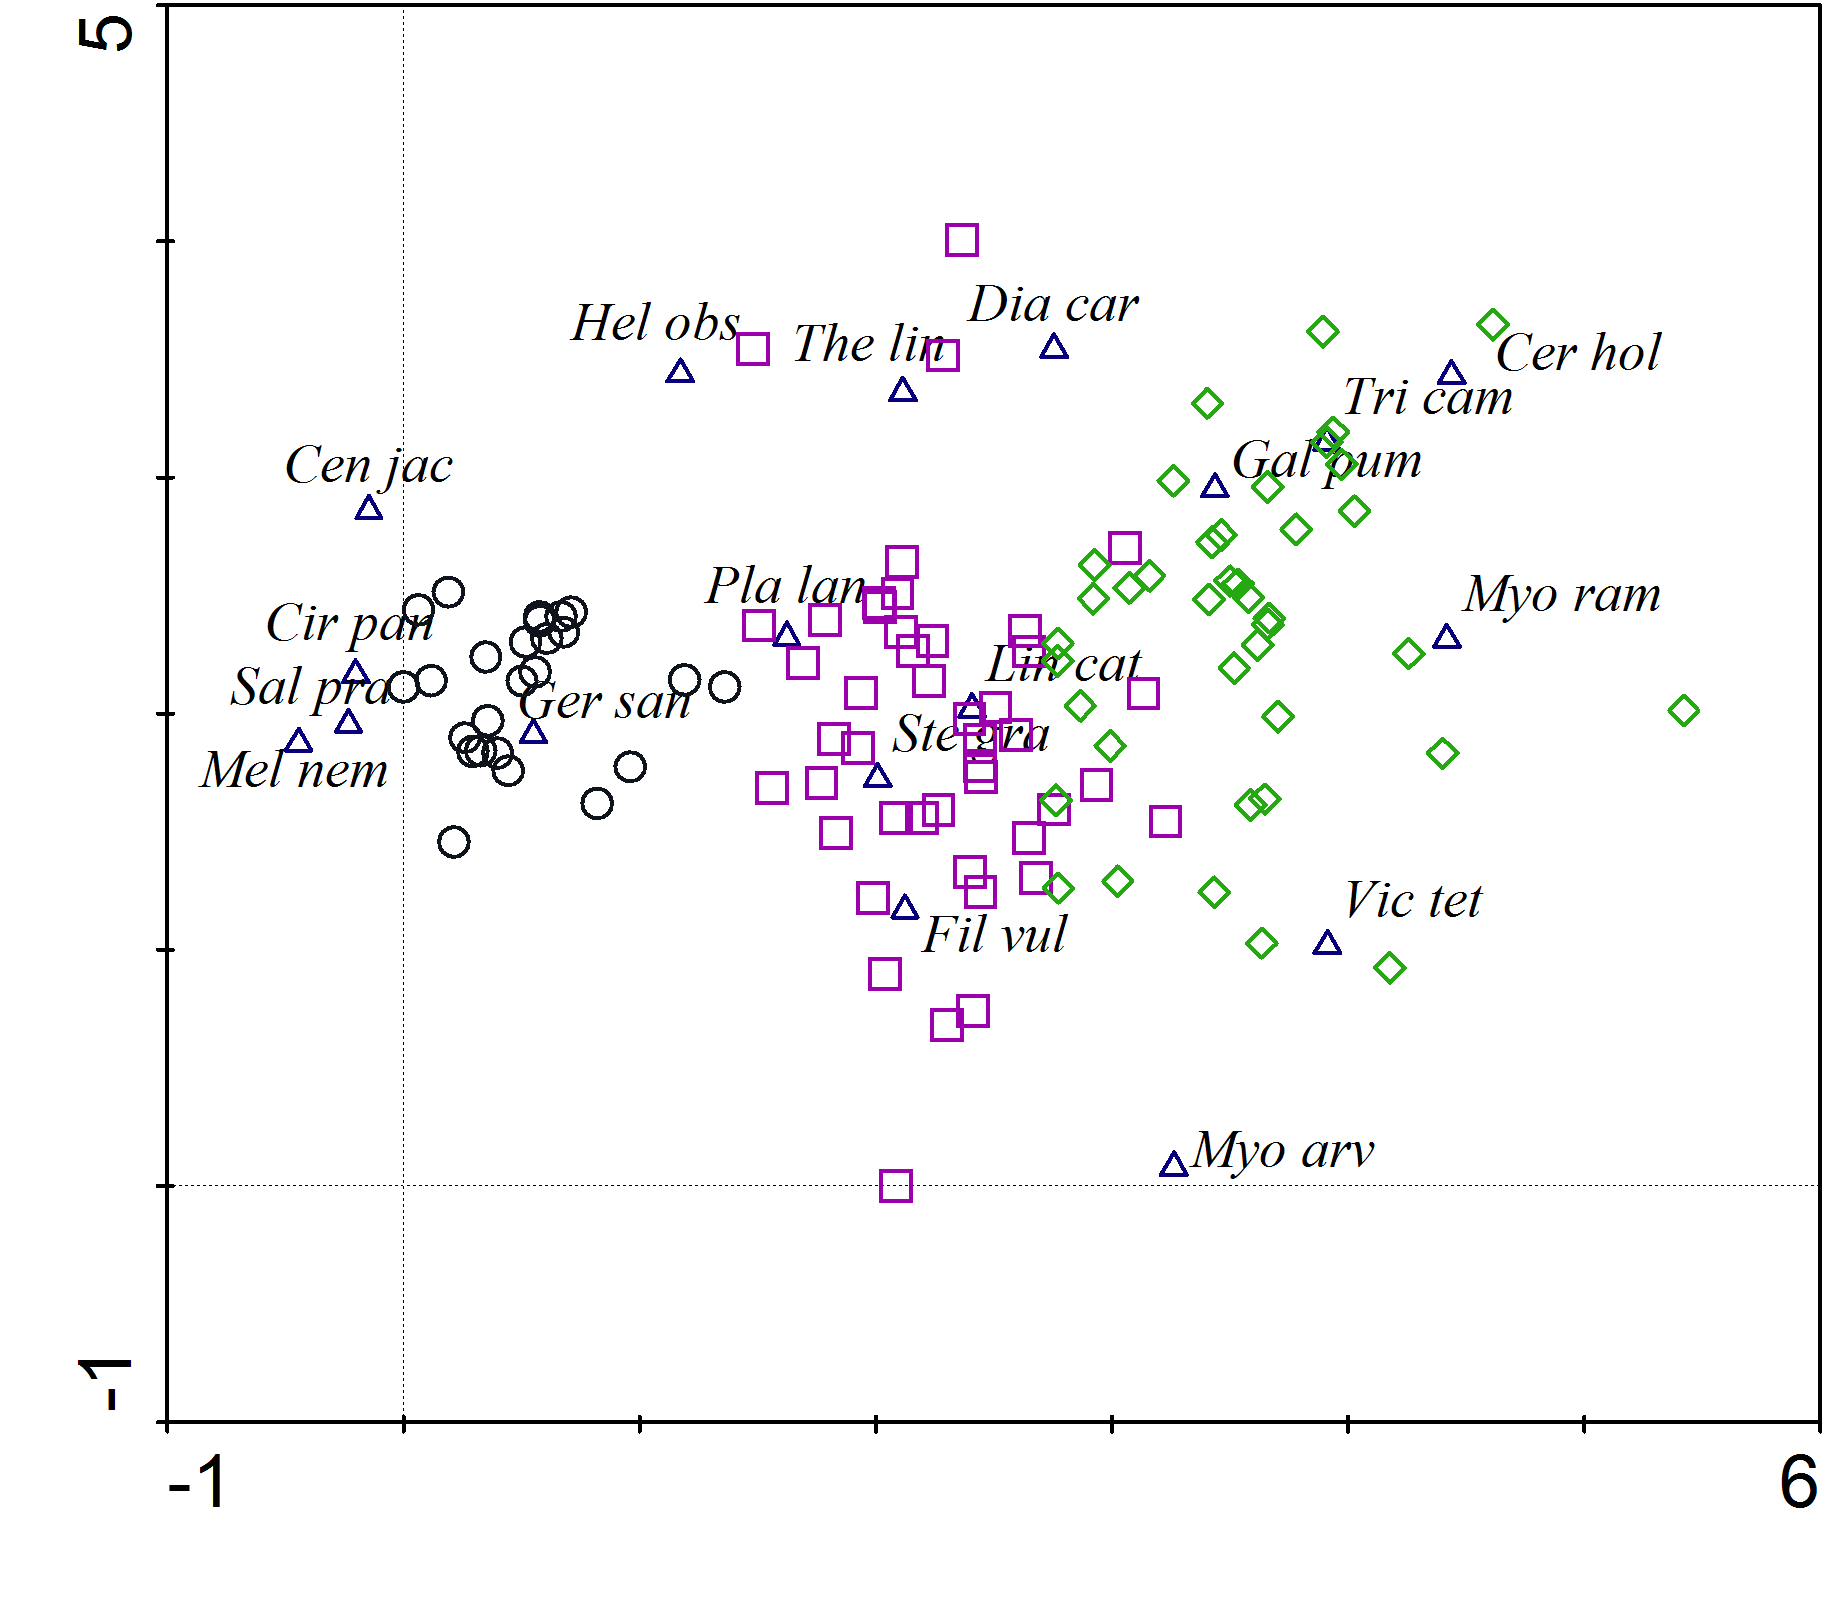 5
Dia car
Hel obs
The lin
Cer hol
Tri cam
Gal pum
Cen jac
Pla lan
Myo ram
Cir pan
Lin cat
Sal pra
Ger san
Ste gra
Mel nem
Vic tet
Fil vul
Myo arv
-1
-1
6